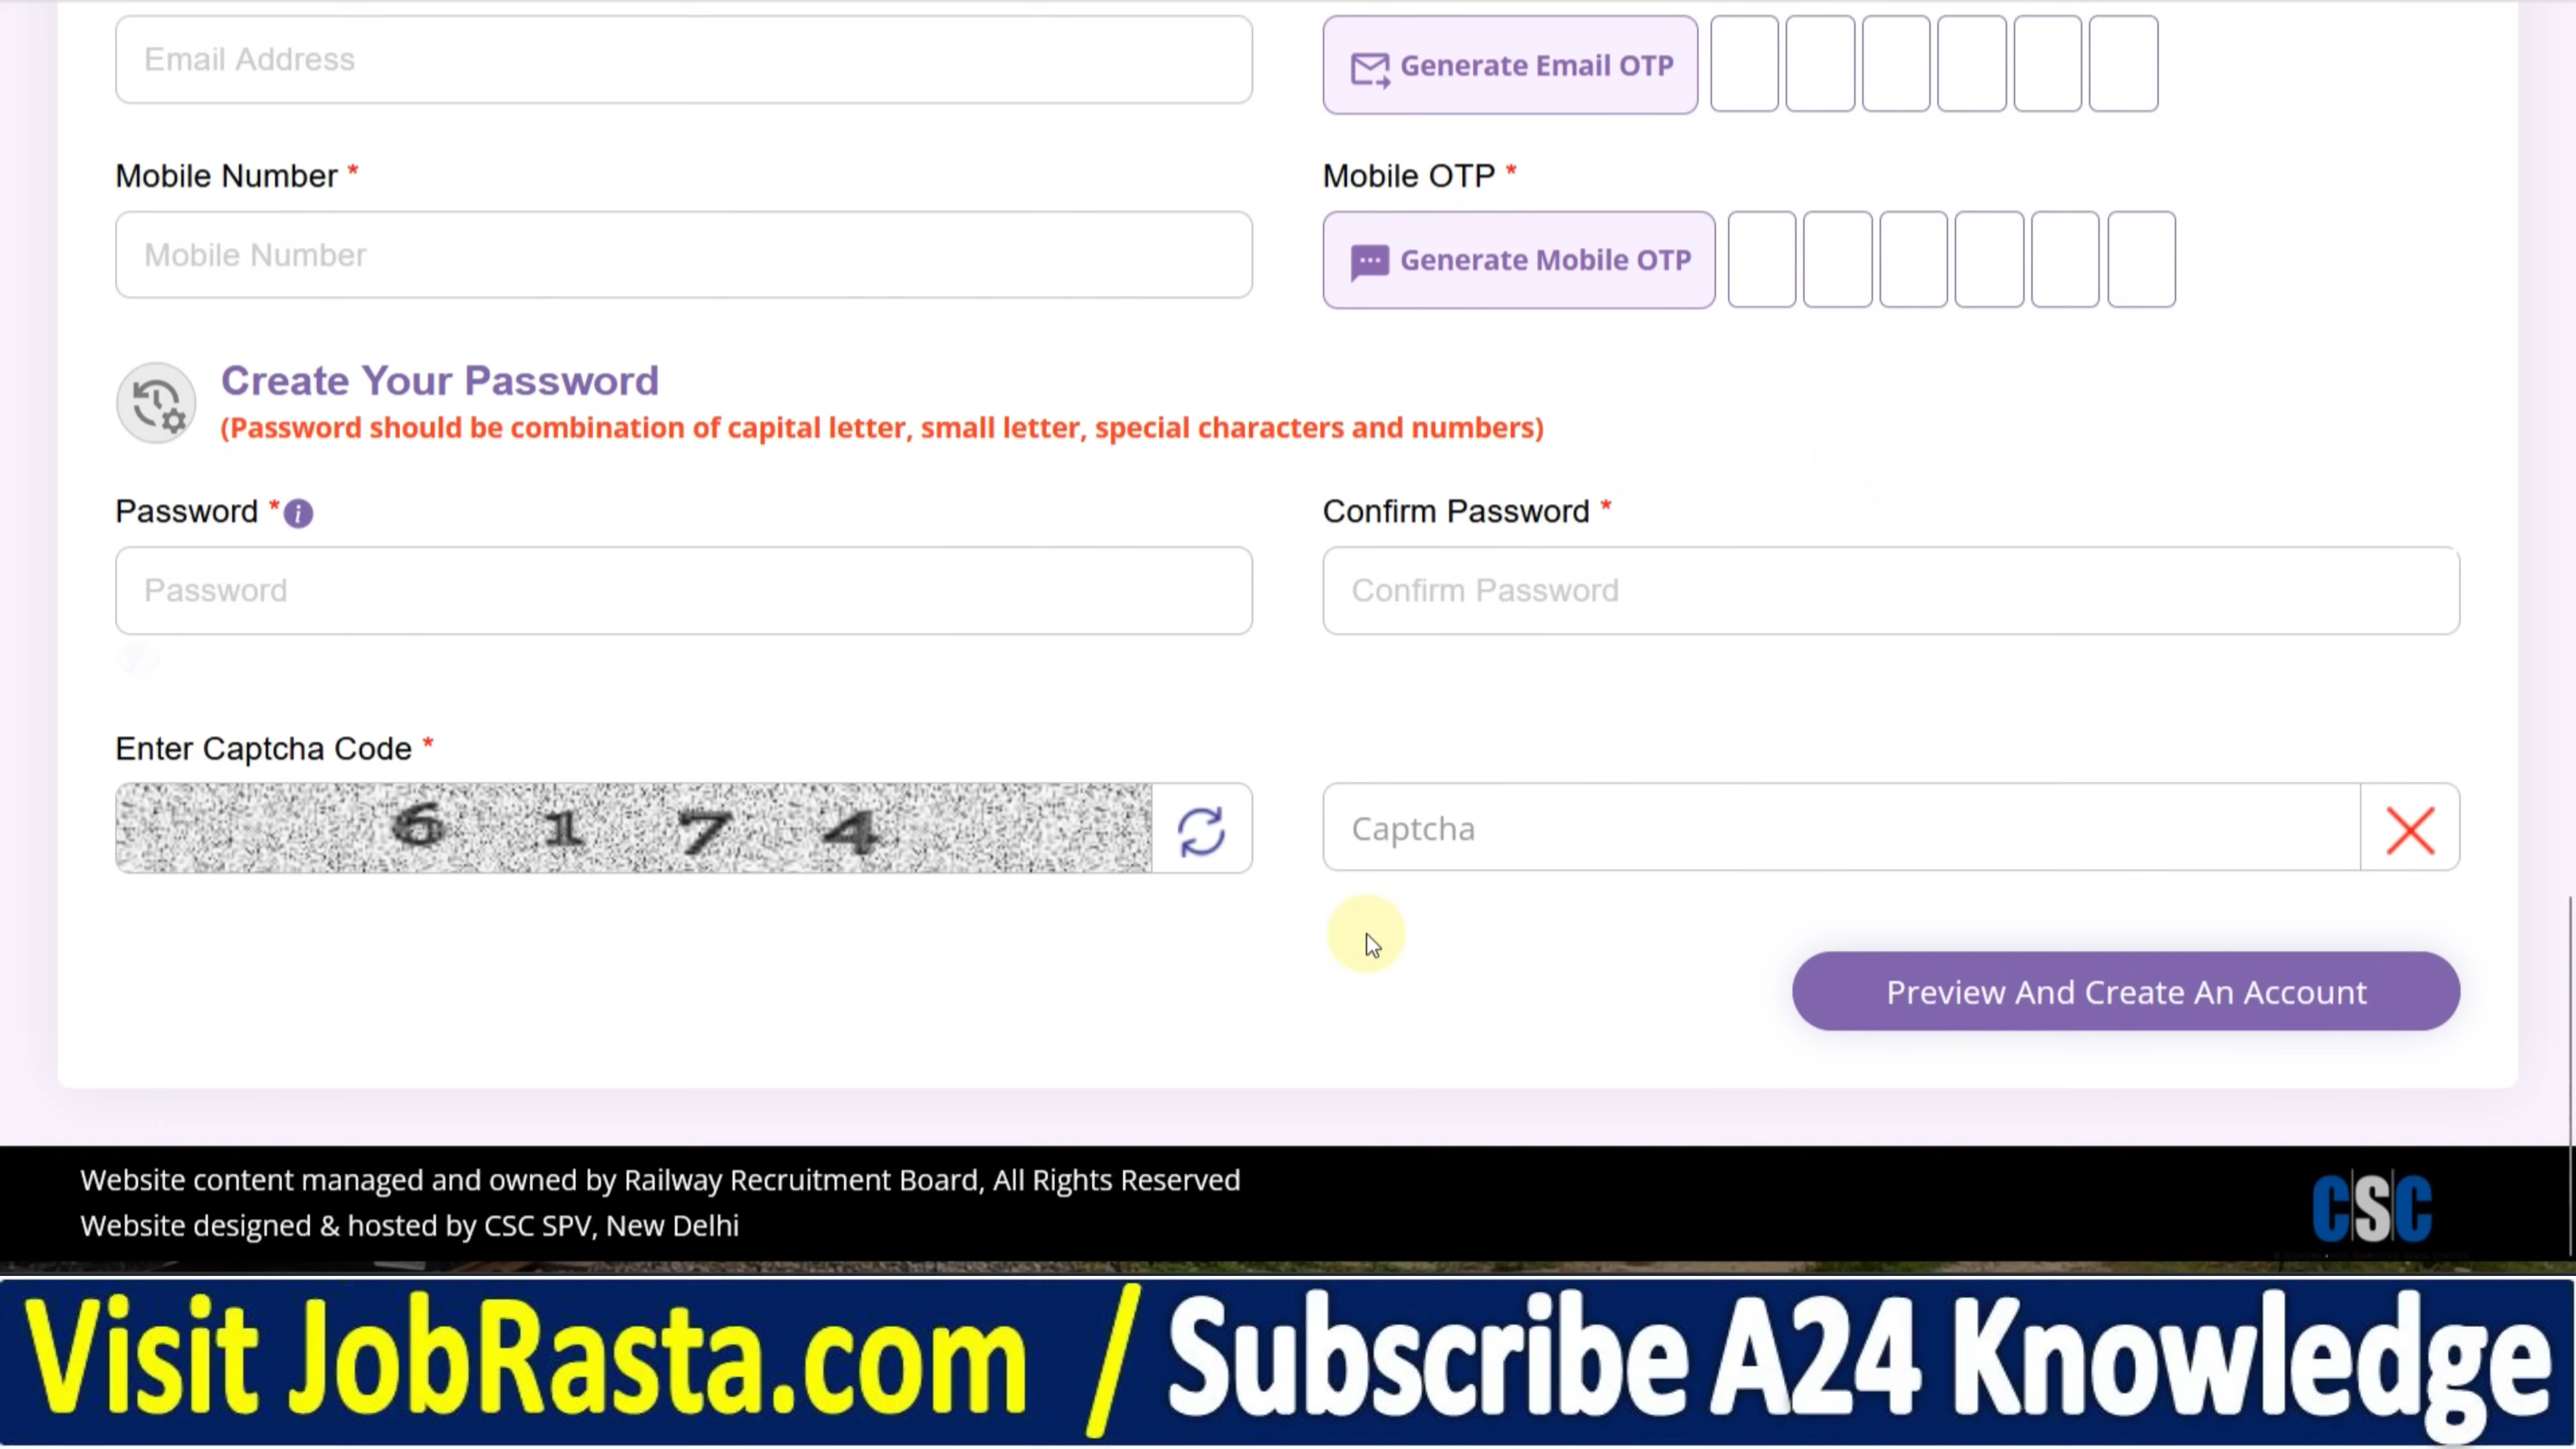 Email Address
Generate Email OTP
Mobile Number *
Mobile OTP *
Mobile Number
Generate Mobile OTP
Create Your Password
(Password should be combination of capital letter, small letter, special characters and numbers)
Password * i
Confirm Password *
Password
Confirm Password
Enter Captcha Code *
6 1 7 4
Captcha
Preview And Create An Account
Website content managed and owned by Railway Recruitment Board, All Rights Reserved
Website designed & hosted by CSC SPV, New Delhi
CSC
Visit JobRasta.com / Subscribe A24 Knowledge